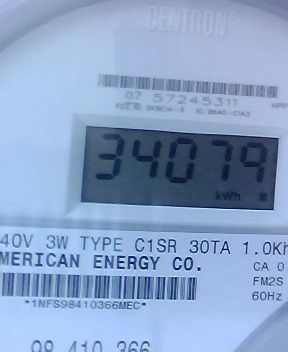 CENTRON
07 57245311
34079
kWh
40V 3W TYPE C1SR 30TA 1.0Kh
MERICAN ENERGY CO.
CA 0.
FM2S
60Hz
*1NFS98410366MEC*
98 410 366